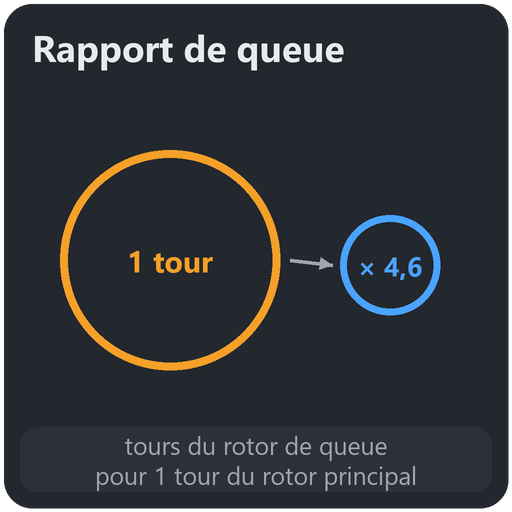 Rapport de queue
1 tour
× 4,6
tours du rotor de queue
pour 1 tour du rotor principal